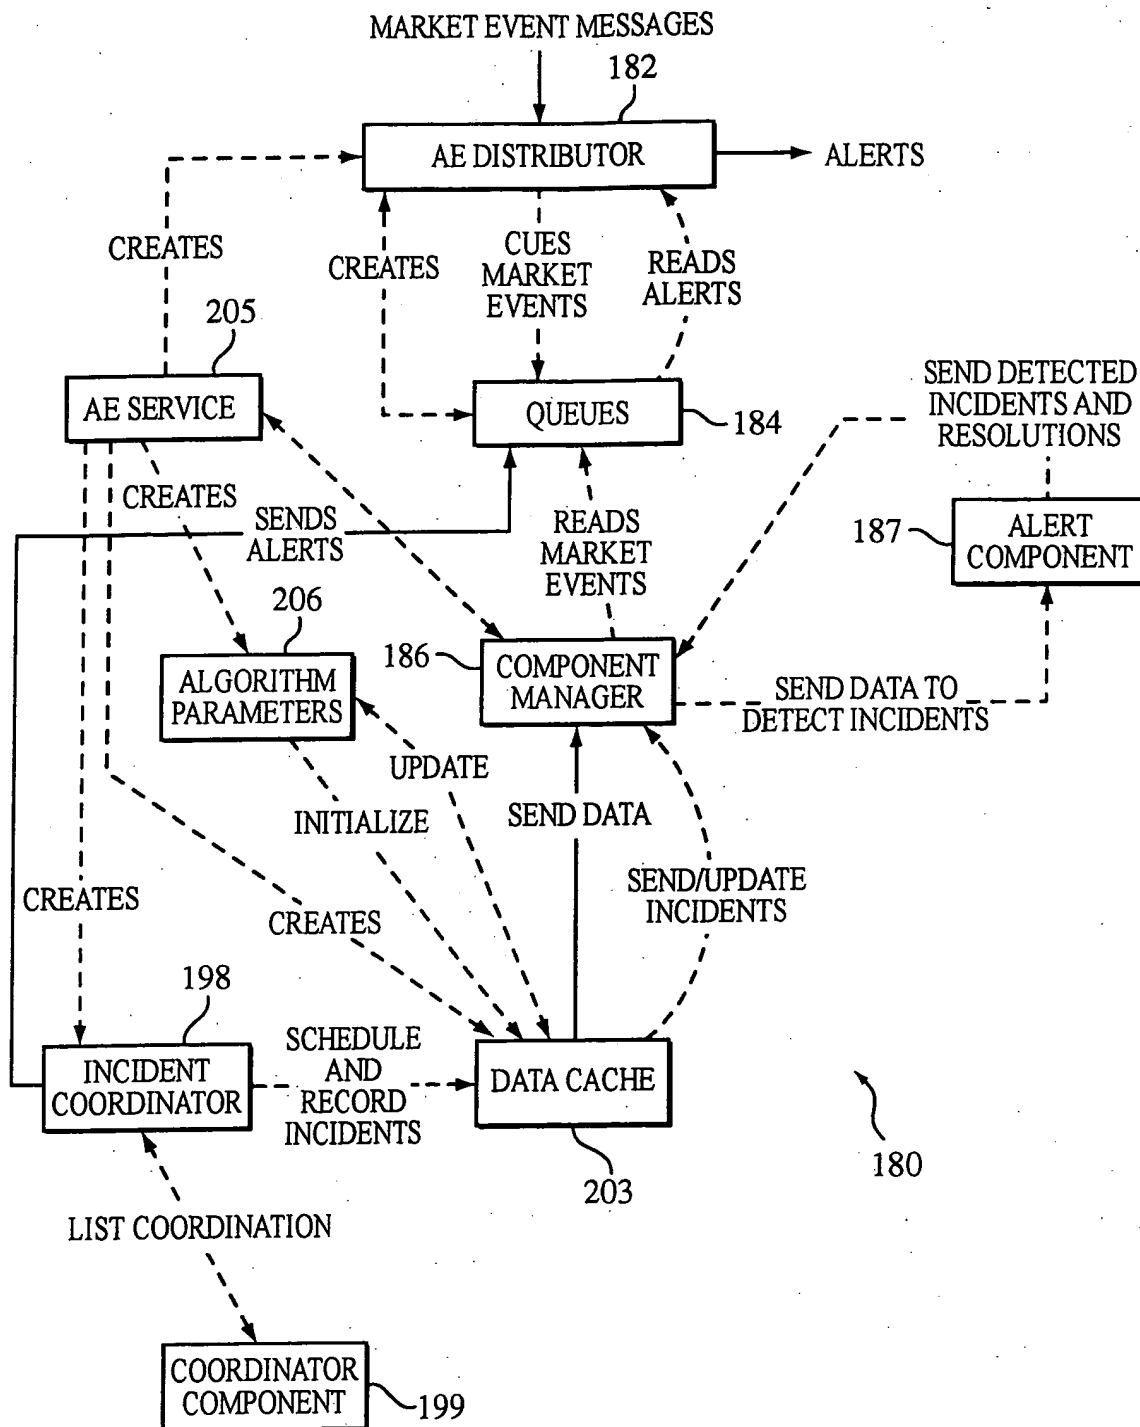 MARKET EVENT MESSAGES
182
AE DISTRIBUTOR
ALERTS
CREATES
CREATES
CUES
MARKET
EVENTS
READS
ALERTS
205
AE SERVICE
QUEUES
184
SEND DETECTED
INCIDENTS AND
RESOLUTIONS
CREATES
SENDS
ALERTS
READS
MARKET
EVENTS
187
ALERT
COMPONENT
206
ALGORITHM
PARAMETERS
186
COMPONENT
MANAGER
SEND DATA TO
DETECT INCIDENTS
UPDATE
INITIALIZE
SEND DATA
SEND/UPDATE
INCIDENTS
CREATES
CREATES
198
INCIDENT
COORDINATOR
SCHEDULE
AND
RECORD
INCIDENTS
DATA CACHE
203
180
LIST COORDINATION
COORDINATOR
COMPONENT
199